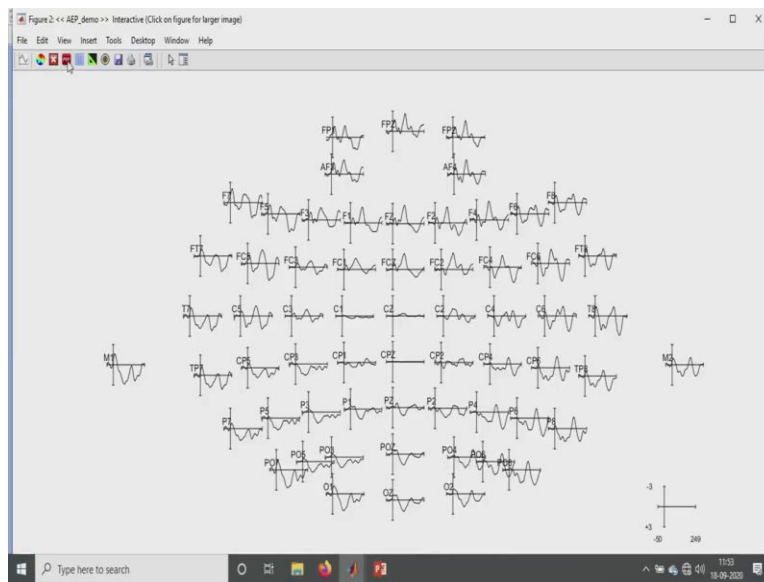 Figure 2: << AEP_demo >> Interactive (Click on figure for larger image)
File Edit View Insert Tools Desktop Window Help
FP1 FPZ FP2
AF3 AF4
F7 F5 F3 F1 FZ F2 F4 F6 F8
FT7 FC5 FC3 FC1 FCZ FC2 FC4 FC6 FT8
T7 C5 C3 C1 CZ C2 C4 C6 T8
M1 TP7 CP5 CP3 CP1 CPZ CP2 CP4 CP6 TP8 M2
P7 P5 P3 P1 PZ P2 P4 P6 P8
PO7 PO5 PO3 POZ PO4 PO6 PO8
O1 OZ O2
-3
+3
-50 249
Type here to search
11:53
18-09-2020